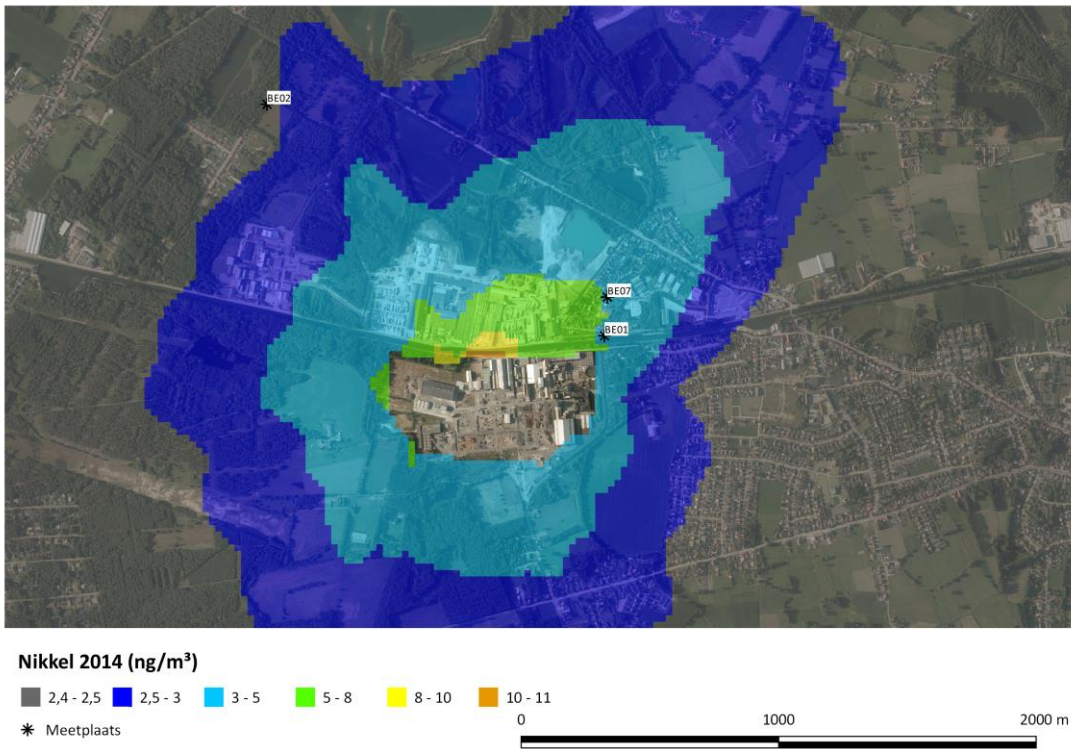 BE02
BE07
BE01
Nikkel 2014 (ng/m³)
2,4 - 2,5 2,5 - 3 3 - 5 5 - 8 8 - 10 10 - 11
Meetplaats
0 1000 2000 m